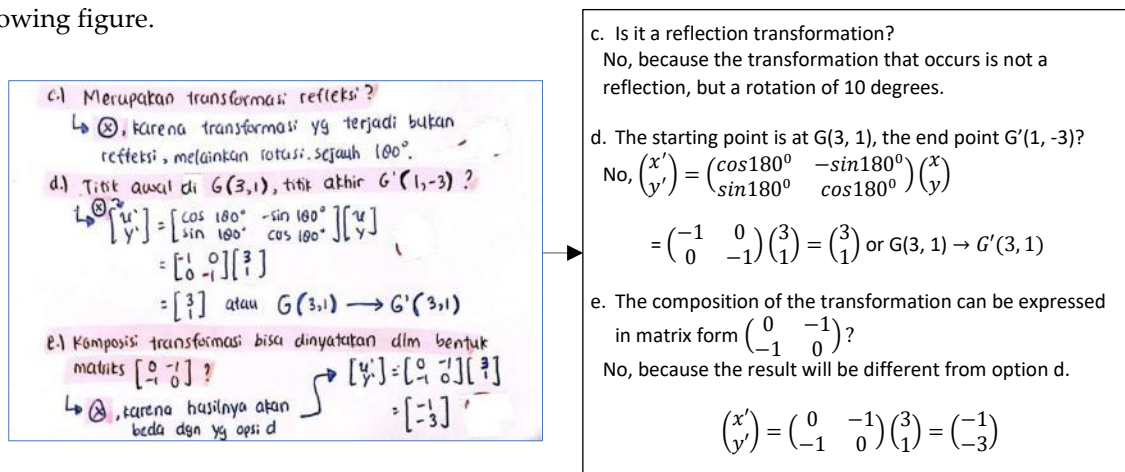 owing figure.
c.) Merupakan transformasi refleksi?
↳ ⊗, karena transformasi yg terjadi bukan
refleksi, melainkan rotasi sejauh 180°.
d.) Titik awal di G(3,1), titik akhir G'(1,-3)?
↳ ⊗ [x' y'] = [cos 180° -sin 180° sin 180° cos 180°][x y]
= [-1 0 0 -1][3 1]
= [3 1] atau G(3,1) → G'(3,1)
e.) Komposisi transformasi bisa dinyatakan dlm bentuk
matriks [0 -1 -1 0]?
↳ ⊗, karena hasilnya akan
beda dgn yg opsi d
[x' y'] = [0 -1 -1 0][3 1]
= [-1 -3]
c. Is it a reflection transformation?
No, because the transformation that occurs is not a
reflection, but a rotation of 10 degrees.
d. The starting point is at G(3, 1), the end point G′(1, -3)?
No, (x′ y′) = (cos180⁰ −sin180⁰ sin180⁰ cos180⁰)(x y)
= (−1 0 0 −1)(3 1) = (3 1) or G(3, 1) → G′(3, 1)
e. The composition of the transformation can be expressed
in matrix form (0 −1 −1 0)?
No, because the result will be different from option d.
(x′ y′) = (0 −1 −1 0)(3 1) = (−1 −3)